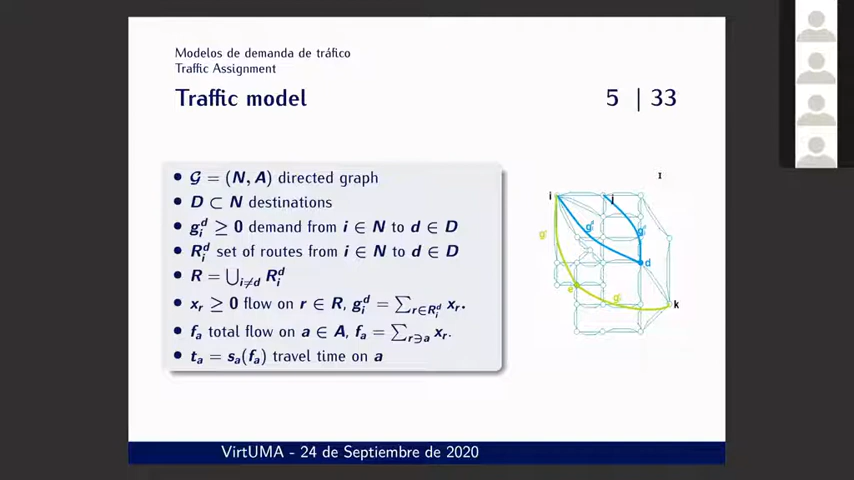 Modelos de demanda de tráfico
Traffic Assignment
Traffic model
5 | 33
• 𝒢 = (N, A) directed graph
• D ⊂ N destinations
• g_i^d ≥ 0 demand from i ∈ N to d ∈ D
• R_i^d set of routes from i ∈ N to d ∈ D
• R = ⋃_{i≠d} R_i^d
• x_r ≥ 0 flow on r ∈ R, g_i^d = ∑_{r∈R_i^d} x_r.
• f_a total flow on a ∈ A, f_a = ∑_{r∋a} x_r.
• t_a = s_a(f_a) travel time on a
i
j
d
e
k
VirtUMA - 24 de Septiembre de 2020